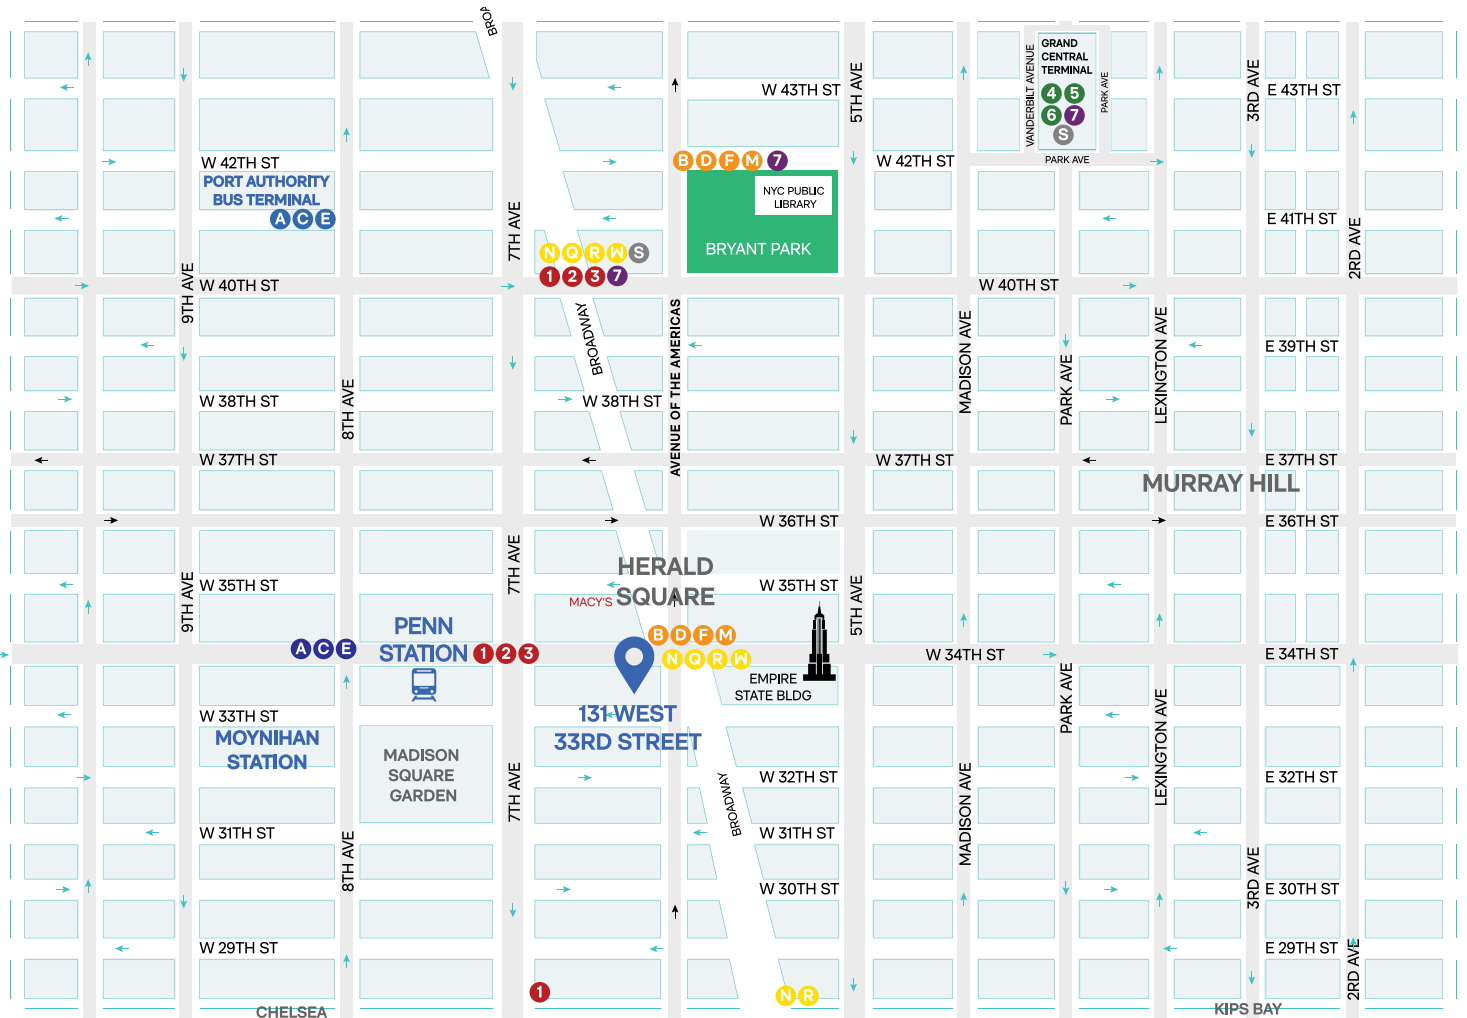 BROA
GRAND
CENTRAL
TERMINAL
4 5
6 7
S
VANDERBILT AVENUE
PARK AVE
5TH AVE
3RD AVE
W 43TH ST
E 43TH ST
W 42TH ST
B D F M 7
W 42TH ST
PARK AVE
PORT AUTHORITY
BUS TERMINAL
A C E
NYC PUBLIC
LIBRARY
E 41TH ST
7TH AVE
BRYANT PARK
2RD AVE
N Q R W S
1 2 3 7
9TH AVE
W 40TH ST
W 40TH ST
BROADWAY
AVENUE OF THE AMERICAS
MADISON AVE
PARK AVE
LEXINGTON AVE
E 39TH ST
8TH AVE
W 38TH ST
W 38TH ST
W 37TH ST
W 37TH ST
E 37TH ST
MURRAY HILL
W 36TH ST
E 36TH ST
7TH AVE
HERALD
SQUARE
9TH AVE
W 35TH ST
W 35TH ST
5TH AVE
MACY'S
PENN
STATION
A C E
1 2 3
B D F M
N Q R W
W 34TH ST
E 34TH ST
EMPIRE
STATE BLDG
PARK AVE
LEXINGTON AVE
W 33TH ST
131 WEST
33RD STREET
MOYNIHAN
STATION
MADISON
SQUARE
GARDEN
7TH AVE
W 32TH ST
E 32TH ST
BROADWAY
MADISON AVE
W 31TH ST
W 31TH ST
8TH AVE
3RD AVE
W 30TH ST
E 30TH ST
W 29TH ST
E 29TH ST
2RD AVE
1
N R
CHELSEA
KIPS BAY